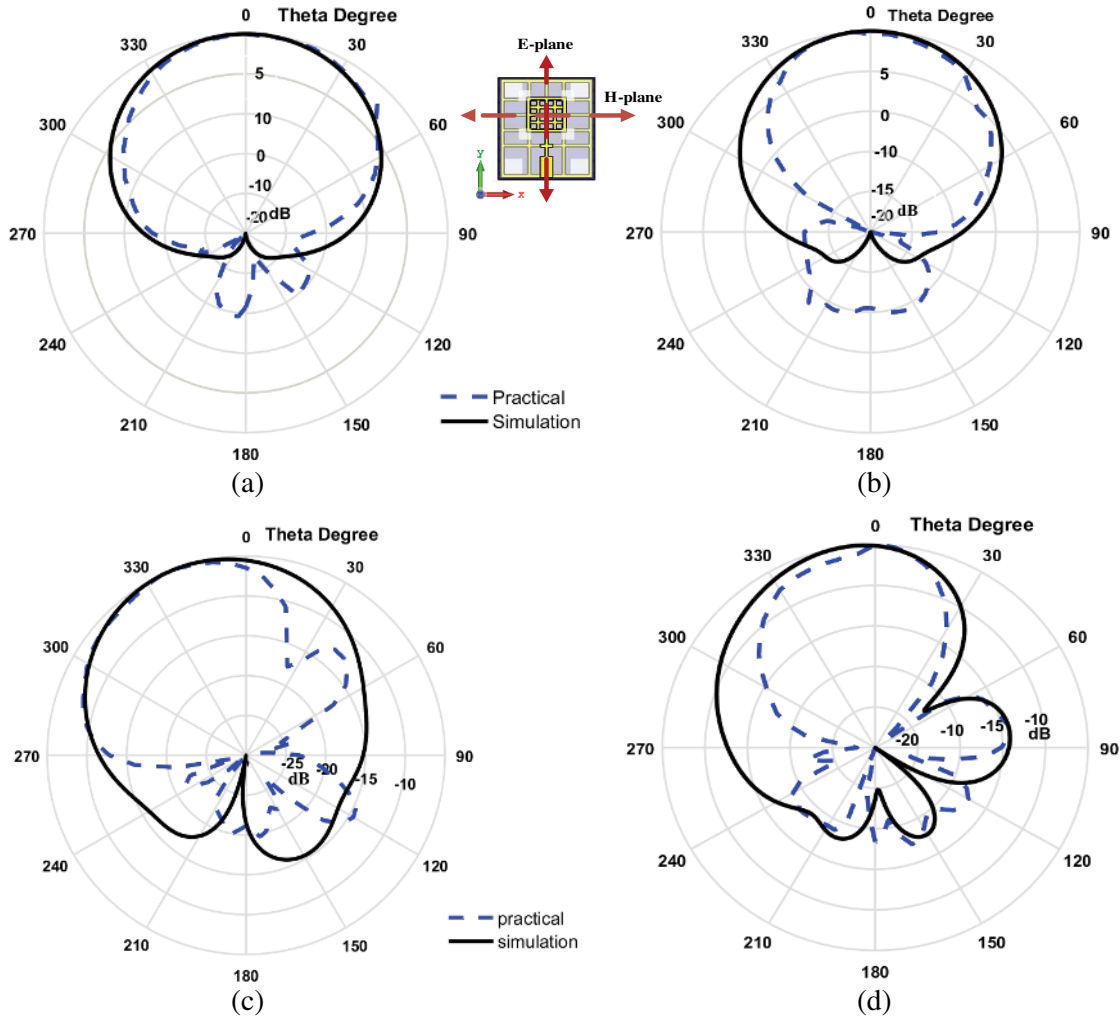 0 Theta Degree
330 30
5
10
0
-10
-20 dB
300 60
270 90
240 120
210 150
180
(a)
E-plane
H-plane
y
x
0 Theta Degree
330 30
5
0
-10
-15
-20 dB
300 60
270 90
240 120
210 150
180
(b)
Practical
Simulation
0 Theta Degree
330 30
300 60
270 90
-25 -20 -15 -10
dB
240 120
210 150
180
(c)
practical
simulation
0 Theta Degree
330 30
300 60
270 90
-20 -10 -15 -10
dB
240 120
210 150
180
(d)